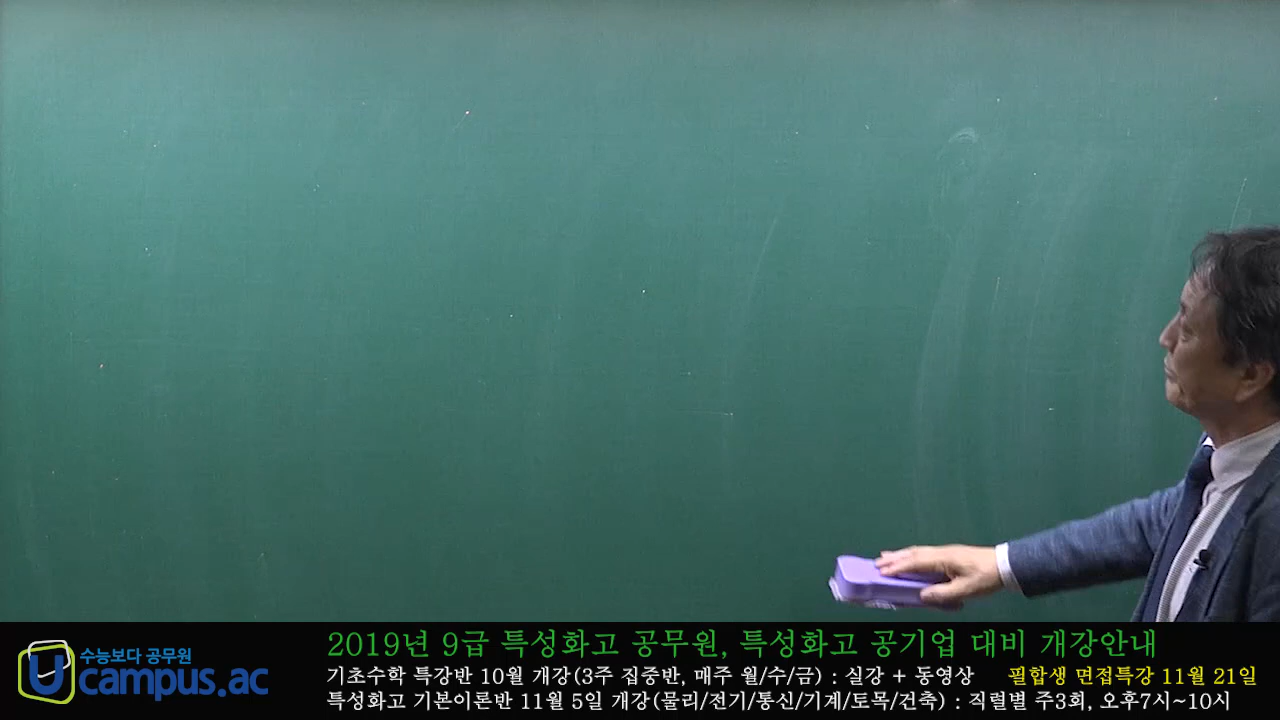 2019년 9급 특성화고 공무원, 특성화고 공기업 대비 개강안내
기초수학 특강반 10월 개강(3주 집중반, 매주 월/수/금) : 실강 + 동영상 필합생 면접특강 11월 21일
특성화고 기본이론반 11월 5일 개강(물리/전기/통신/기계/토목/건축) : 직렬별 주3회, 오후7시~10시
수능보다 공무원
Ucampus.ac